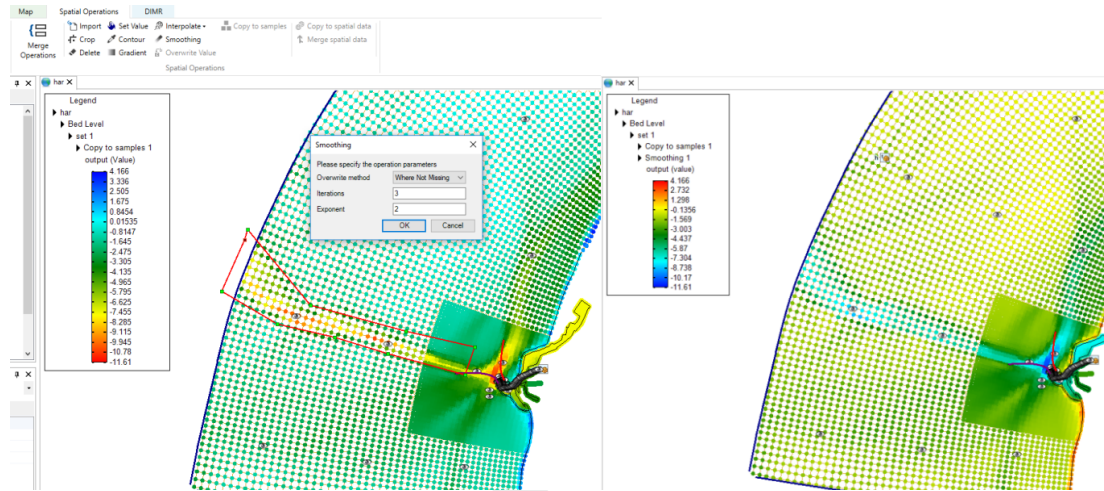 Map Spatial Operations DIMR
Import Set Value Interpolate Copy to samples Copy to spatial data
Crop Contour Smoothing Merge spatial data
Merge Operations
Delete Gradient Overwrite Value
Spatial Operations
har
Legend
har
Bed Level
set 1
Copy to samples 1
output (Value)
4.166
3.336
2.505
1.675
0.8454
0.01535
-0.8147
-1.645
-2.475
-3.305
-4.135
-4.965
-5.795
-6.625
-7.455
-8.285
-9.115
-9.945
-10.78
-11.61
Smoothing
Please specify the operation parameters
Overwrite method Where Not Missing
Iterations 3
Exponent 2
OK Cancel
har
Legend
har
Bed Level
set 1
Copy to samples 1
Smoothing 1
output (value)
4.166
2.732
1.298
-0.1356
-1.569
-3.003
-4.437
-5.87
-7.304
-8.738
-10.17
-11.61